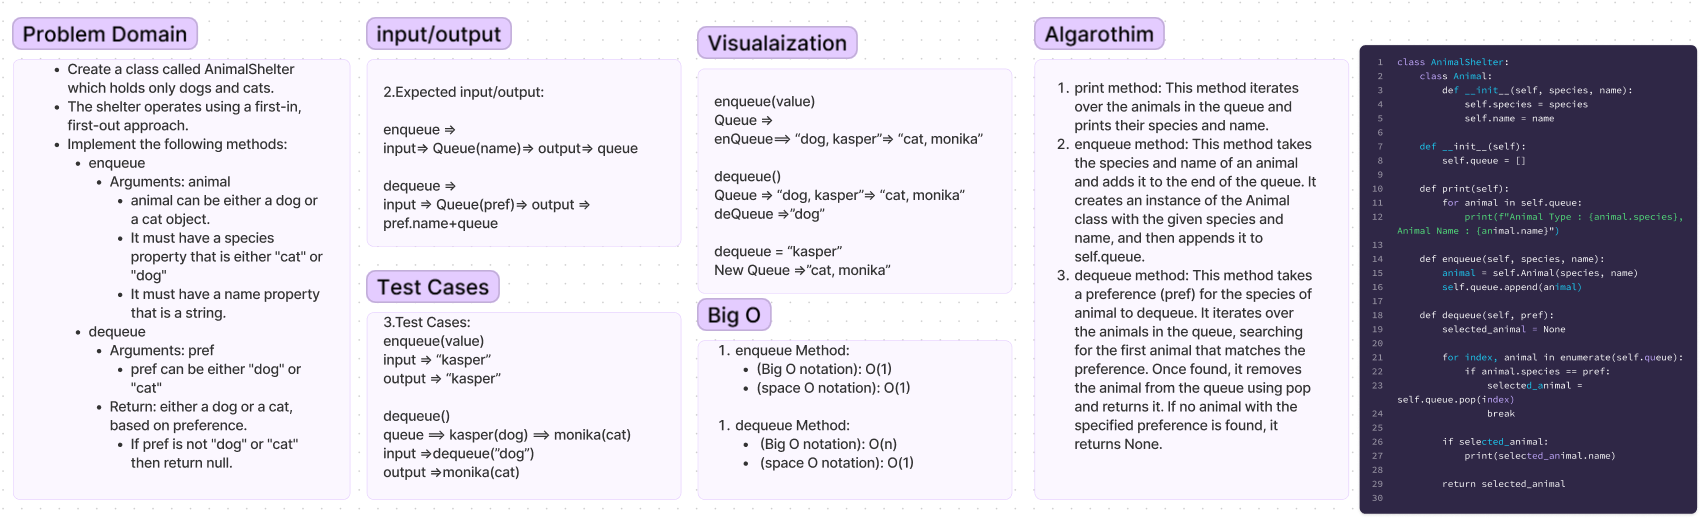 Problem Domain
Create a class called AnimalShelter
which holds only dogs and cats.
The shelter operates using a first-in,
first-out approach.
Implement the following methods:
enqueue
Arguments: animal
animal can be either a dog or
a cat object.
It must have a species
property that is either "cat" or
"dog"
It must have a name property
that is a string.
dequeue
Arguments: pref
pref can be either "dog" or
"cat"
Return: either a dog or a cat,
based on preference.
If pref is not "dog" or "cat"
then return null.
input/output
2.Expected input/output:
enqueue =>
input=> Queue(name)=> output=> queue
dequeue =>
input => Queue(pref)=> output =>
pref.name+queue
Test Cases
3.Test Cases:
enqueue(value)
input => “kasper”
output => “kasper”
dequeue()
queue ==> kasper(dog) ==> monika(cat)
input =>dequeue(”dog”)
output =>monika(cat)
Visualaization
enqueue(value)
Queue =>
enQueue==> “dog, kasper”=> “cat, monika”
dequeue()
Queue => “dog, kasper”=> “cat, monika”
deQueue =>”dog”
dequeue = “kasper”
New Queue =>”cat, monika”
Big O
1. enqueue Method:
(Big O notation): O(1)
(space O notation): O(1)
1. dequeue Method:
(Big O notation): O(n)
(space O notation): O(1)
Algarothim
1. print method: This method iterates
over the animals in the queue and
prints their species and name.
2. enqueue method: This method takes
the species and name of an animal
and adds it to the end of the queue. It
creates an instance of the Animal
class with the given species and
name, and then appends it to
self.queue.
3. dequeue method: This method takes
a preference (pref) for the species of
animal to dequeue. It iterates over
the animals in the queue, searching
for the first animal that matches the
preference. Once found, it removes
the animal from the queue using pop
and returns it. If no animal with the
specified preference is found, it
returns None.
1 class AnimalShelter:
2 class Animal:
3 def __init__(self, species, name):
4 self.species = species
5 self.name = name
6
7 def __init__(self):
8 self.queue = []
9
10 def print(self):
11 for animal in self.queue:
12 print(f"Animal Type : {animal.species},
Animal Name : {animal.name}")
13
14 def enqueue(self, species, name):
15 animal = self.Animal(species, name)
16 self.queue.append(animal)
17
18 def dequeue(self, pref):
19 selected_animal = None
20
21 for index, animal in enumerate(self.queue):
22 if animal.species == pref:
23 selected_animal =
self.queue.pop(index)
24 break
25
26 if selected_animal:
27 print(selected_animal.name)
28
29 return selected_animal
30